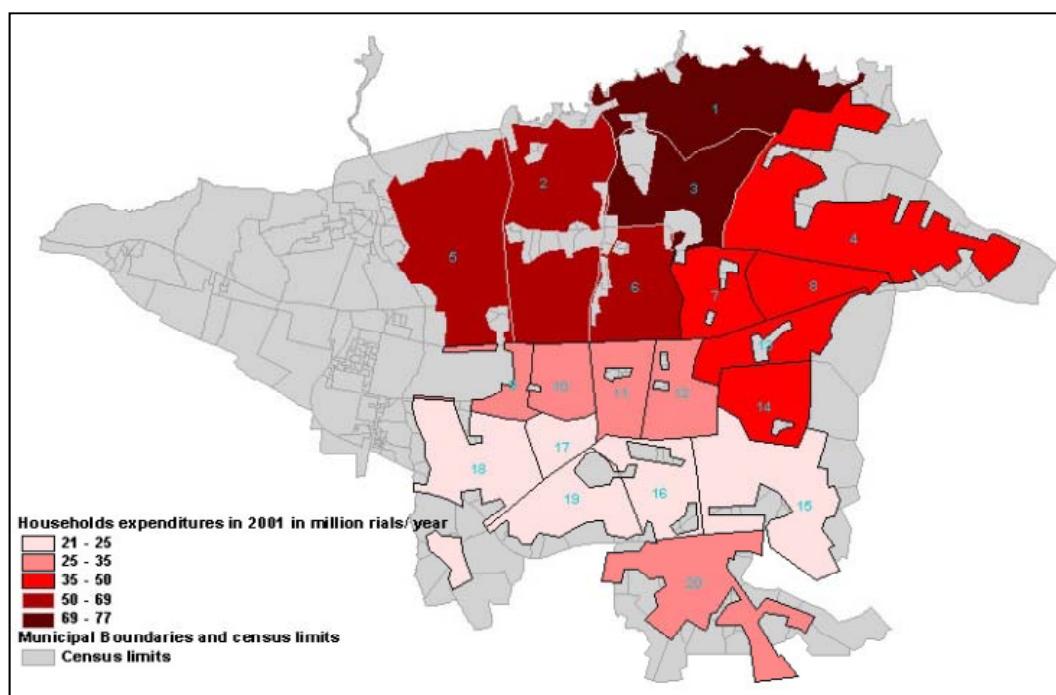 1
2
3
4
5
6
7
8
9
10
11
12
13
14
17
18
16
19
15
20
Households expenditures in 2001 in million rials/ year
21 - 25
25 - 35
35 - 50
50 - 69
69 - 77
Municipal Boundaries and census limits
Census limits